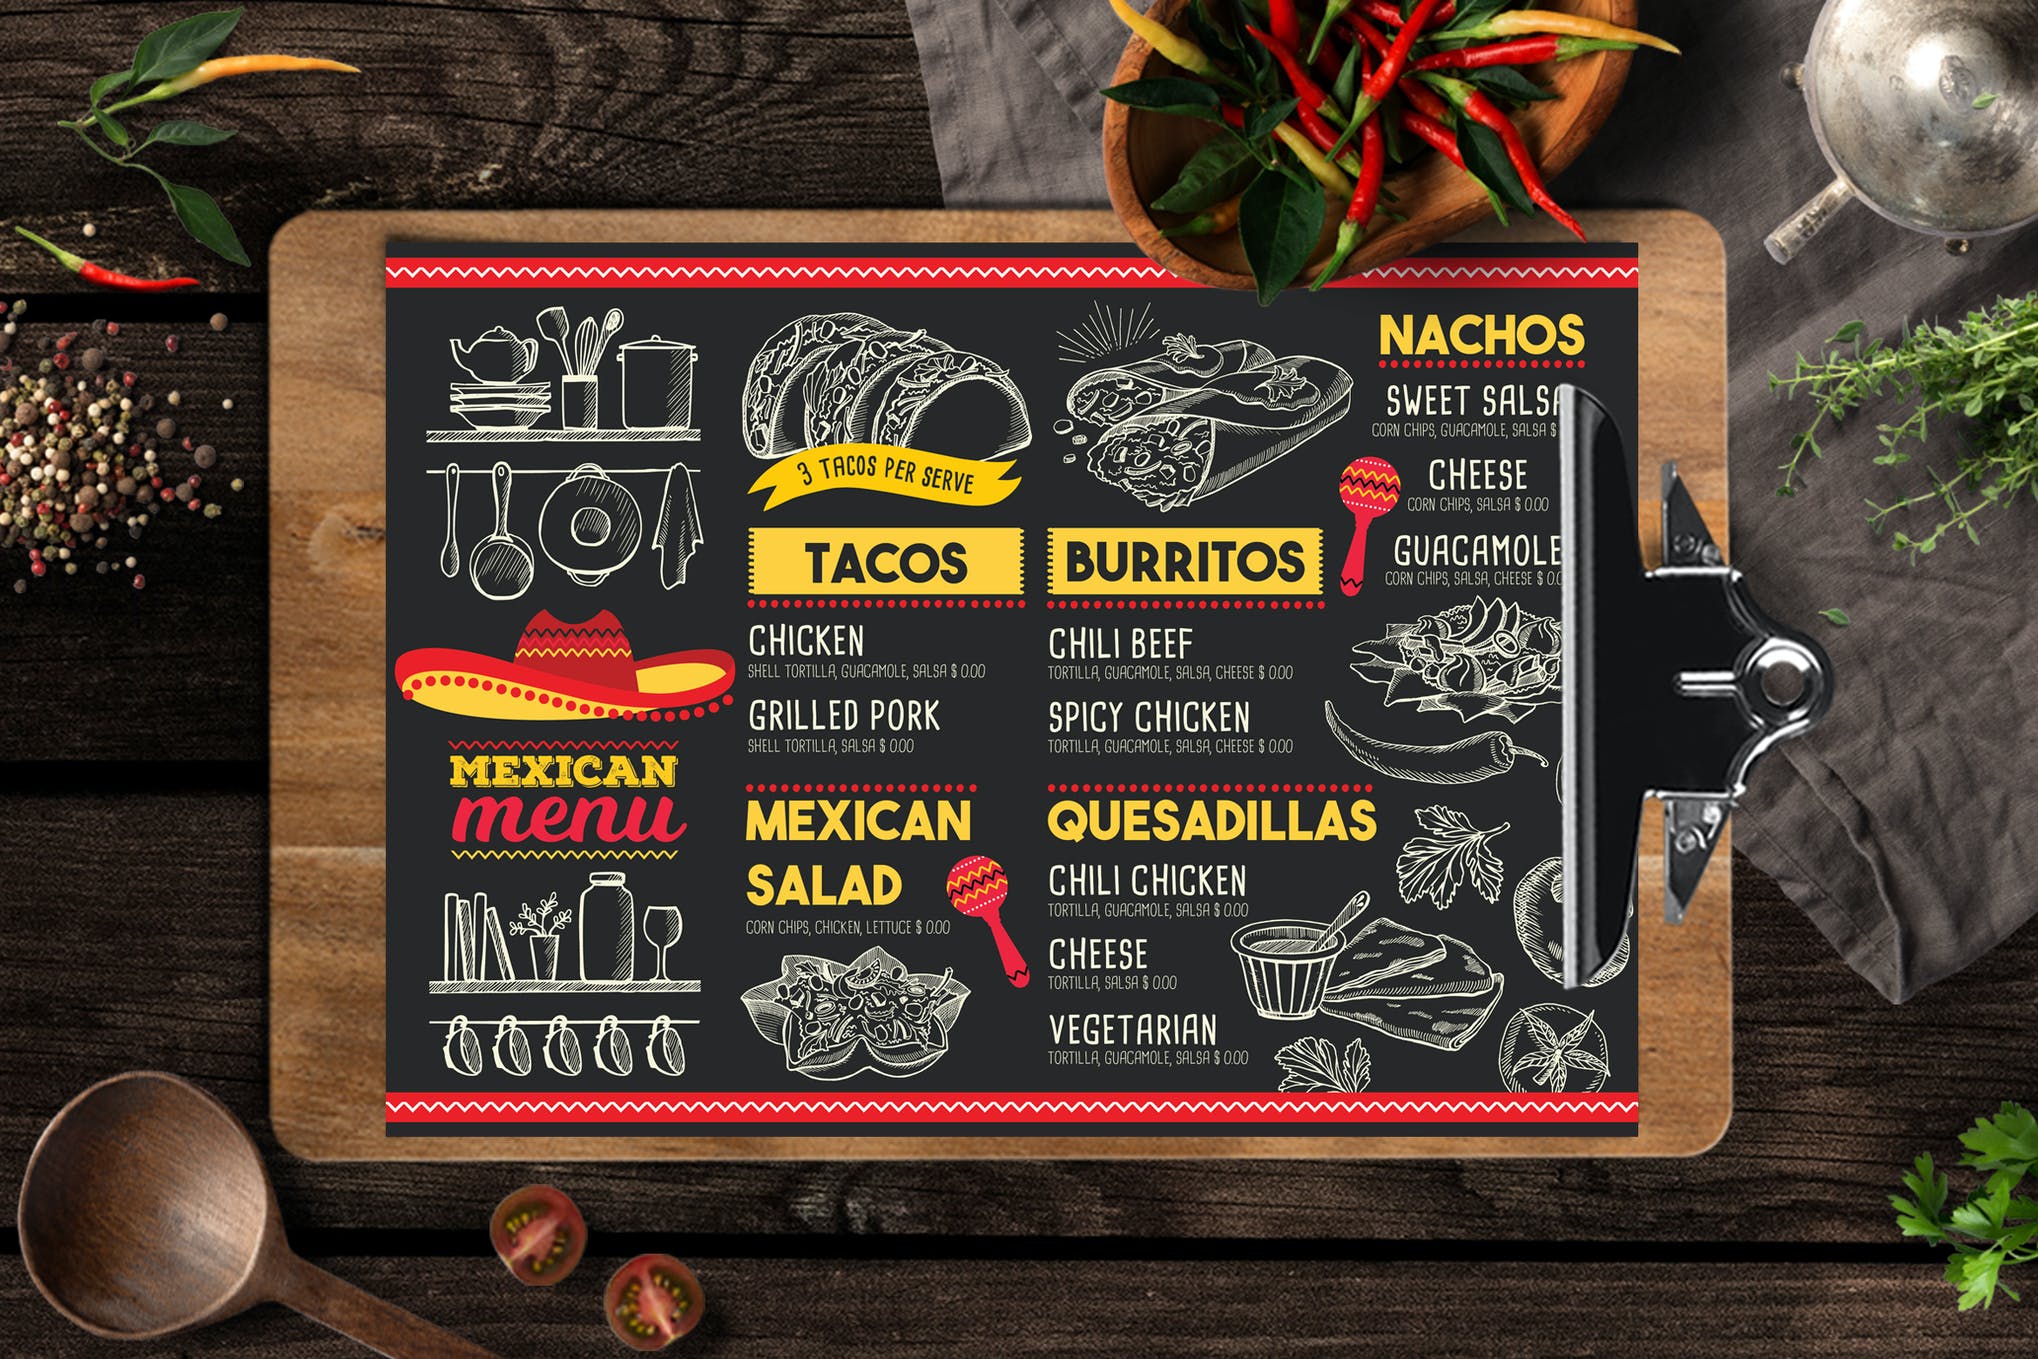 MEXICAN
menu
3 TACOS PER SERVE
TACOS
CHICKEN
SHELL TORTILLA, GUACAMOLE, SALSA $ 0.00
GRILLED PORK
SHELL TORTILLA, SALSA $ 0.00
MEXICAN
SALAD
CORN CHIPS, CHICKEN, LETTUCE $ 0.00
BURRITOS
CHILI BEEF
TORTILLA, GUACAMOLE, SALSA, CHEESE $ 0.00
SPICY CHICKEN
TORTILLA, GUACAMOLE, SALSA, CHEESE $ 0.00
QUESADILLAS
CHILI CHICKEN
TORTILLA, GUACAMOLE, SALSA $ 0.00
CHEESE
TORTILLA, SALSA $ 0.00
VEGETARIAN
TORTILLA, GUACAMOLE, SALSA $ 0.00
NACHOS
SWEET SALSA
CORN CHIPS, GUACAMOLE, SALSA $
CHEESE
CORN CHIPS, SALSA $ 0.00
GUACAMOLE
CORN CHIPS, SALSA, CHEESE $ 0.0